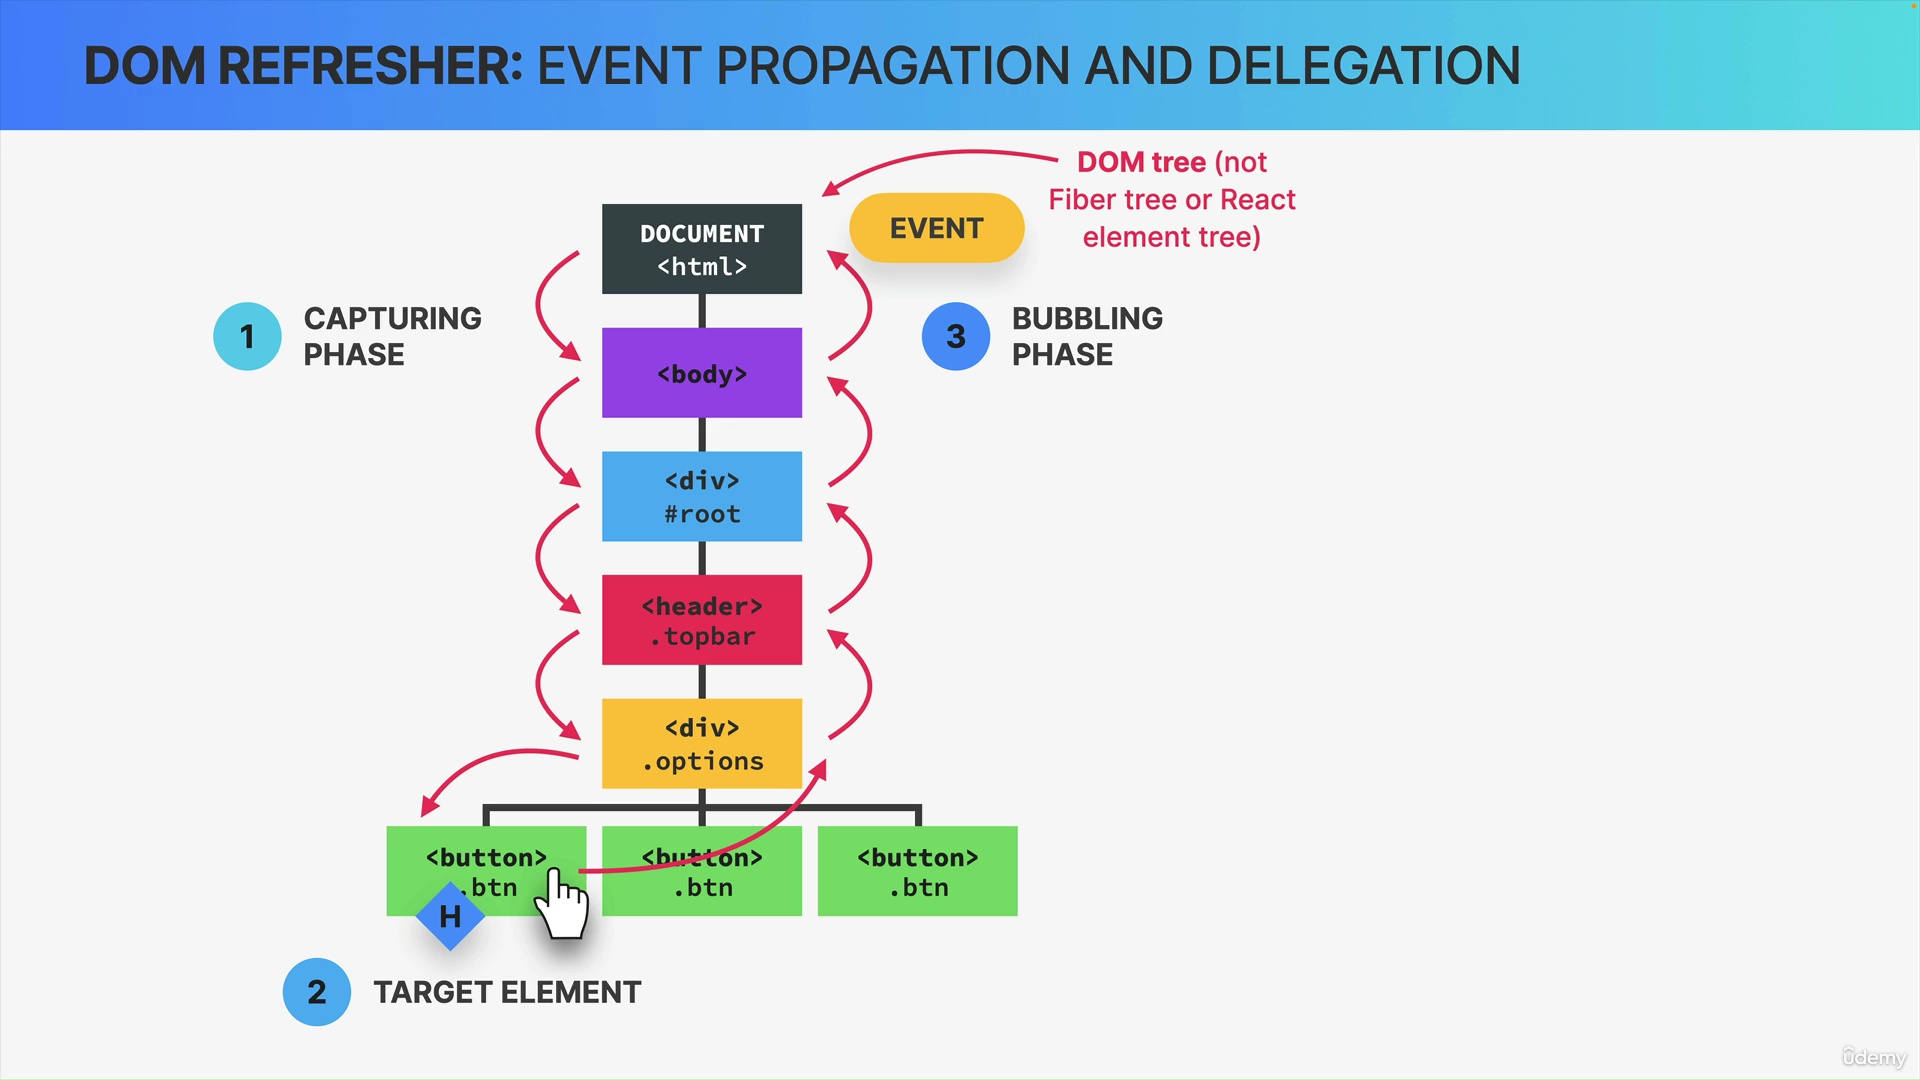 DOM REFRESHER: EVENT PROPAGATION AND DELEGATION
DOM tree (not
Fiber tree or React
element tree)
EVENT
DOCUMENT
<html>
1
CAPTURING
PHASE
3
BUBBLING
PHASE
<body>
<div>
#root
<header>
.topbar
<div>
.options
<button>
.btn
<button>
.btn
<button>
.btn
H
2
TARGET ELEMENT
ûdemy